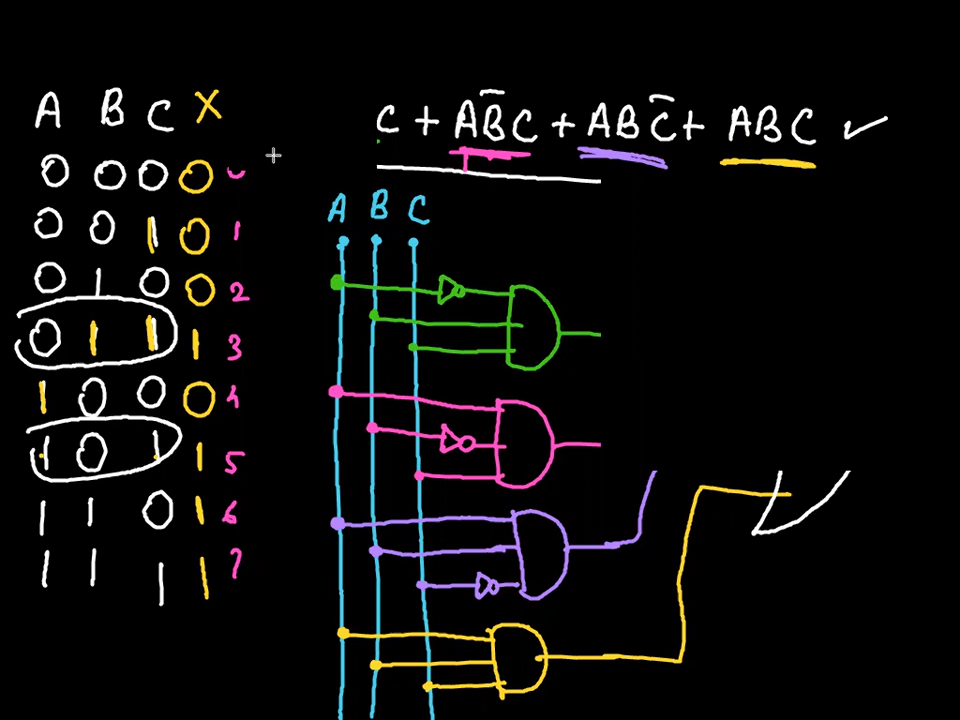 A B C X
C + AB̅C + ABC̅ + ABC
A B C
0 0 0 0
0 0 1 0 1
0 1 0 0 2
0 1 1 1 3
1 0 0 0 4
1 0 1 1 5
1 1 0 1 6
1 1 1 1 7